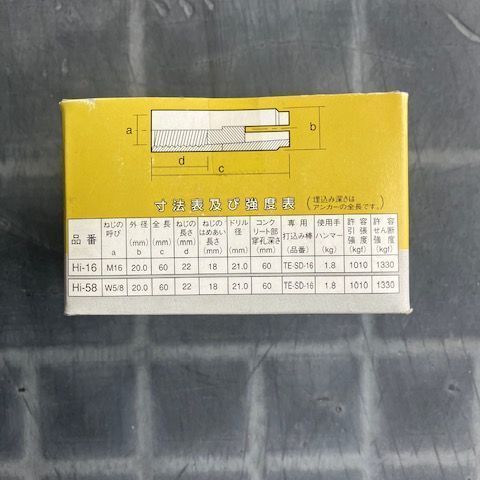 a
b
d
c
寸法表及び強度表 (埋込み深さはアンカーの全長です。)
品番 ねじの呼び a 外径 (mm) b 全長 (mm) c ねじの長さ (mm) d ねじのはめあい長さ (mm) ドリル径 (mm) コンクリート部穿孔深さ (mm) 専用打込み棒 (品番) 使用手ハンマー (kg) 許容引張強度 (kgf) 許容せん断強度 (kgf)
Hi-16 M16 20.0 60 22 18 21.0 60 TE-SD-16 1.8 1010 1330
Hi-58 W5/8 20.0 60 22 18 21.0 60 TE-SD-16 1.8 1010 1330